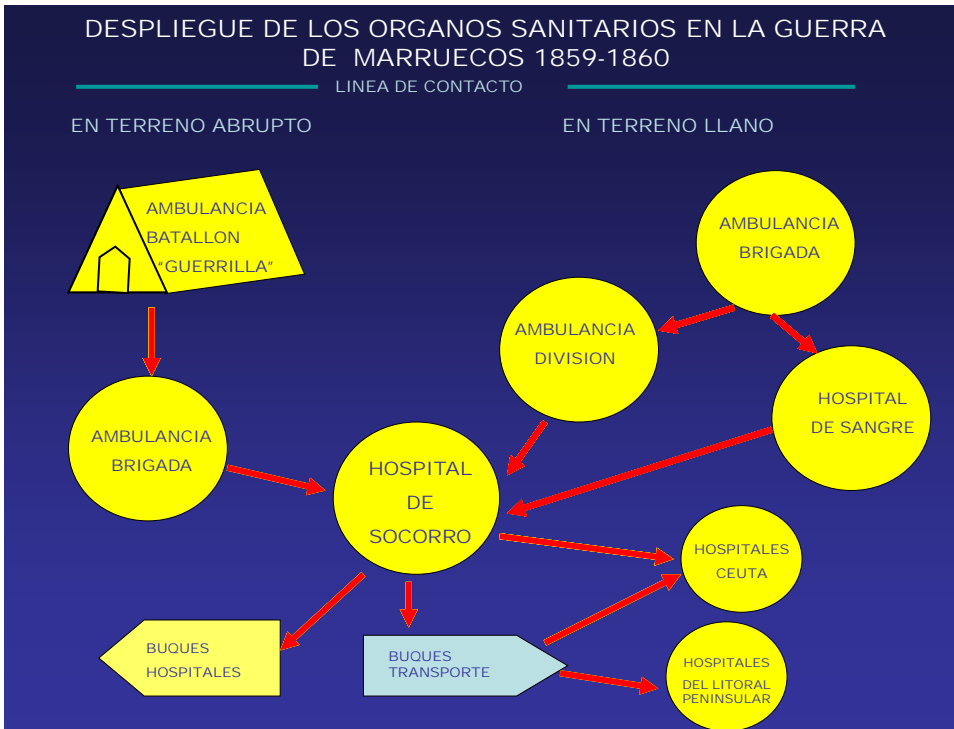 DESPLIEGUE DE LOS ORGANOS SANITARIOS EN LA GUERRA
DE MARRUECOS 1859-1860
LINEA DE CONTACTO
EN TERRENO ABRUPTO
EN TERRENO LLANO
AMBULANCIA
BATALLON
"GUERRILLA"
AMBULANCIA
BRIGADA
AMBULANCIA
DIVISION
HOSPITAL
DE SANGRE
AMBULANCIA
BRIGADA
HOSPITAL
DE
SOCORRO
HOSPITALES
CEUTA
BUQUES
HOSPITALES
BUQUES
TRANSPORTE
HOSPITALES
DEL LITORAL
PENINSULAR